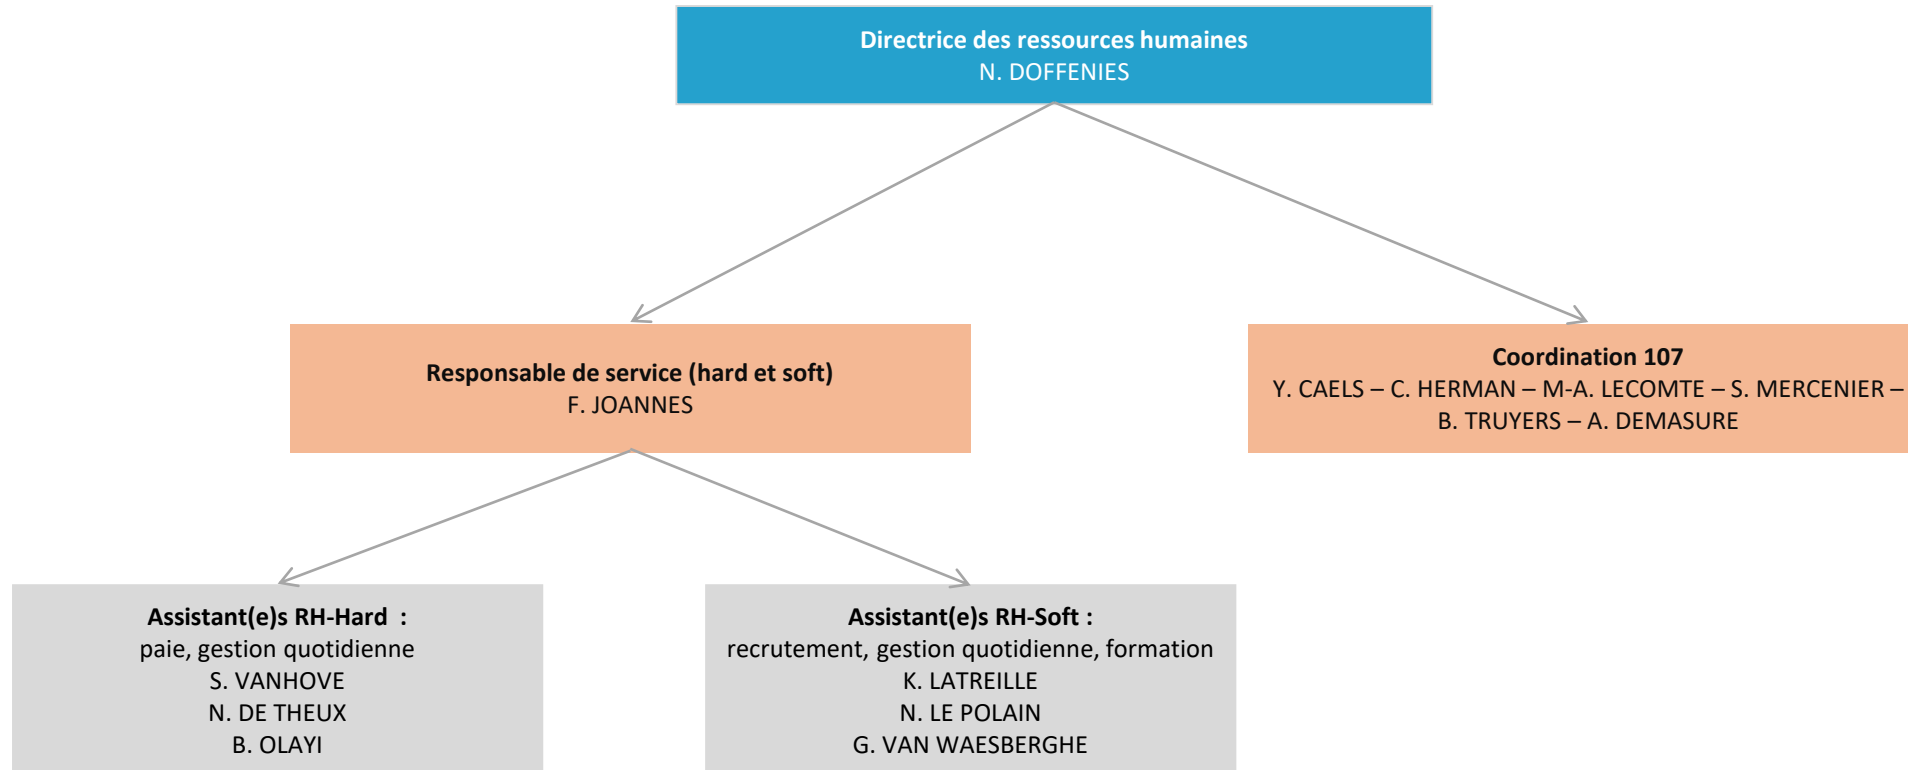 Directrice des ressources humaines
N. DOFFENIES
Responsable de service (hard et soft)
F. JOANNES
Coordination 107
Y. CAELS – C. HERMAN – M-A. LECOMTE – S. MERCENIER –
B. TRUYERS – A. DEMASURE
Assistant(e)s RH-Hard :
paie, gestion quotidienne
S. VANHOVE
N. DE THEUX
B. OLAYI
Assistant(e)s RH-Soft :
recrutement, gestion quotidienne, formation
K. LATREILLE
N. LE POLAIN
G. VAN WAESBERGHE